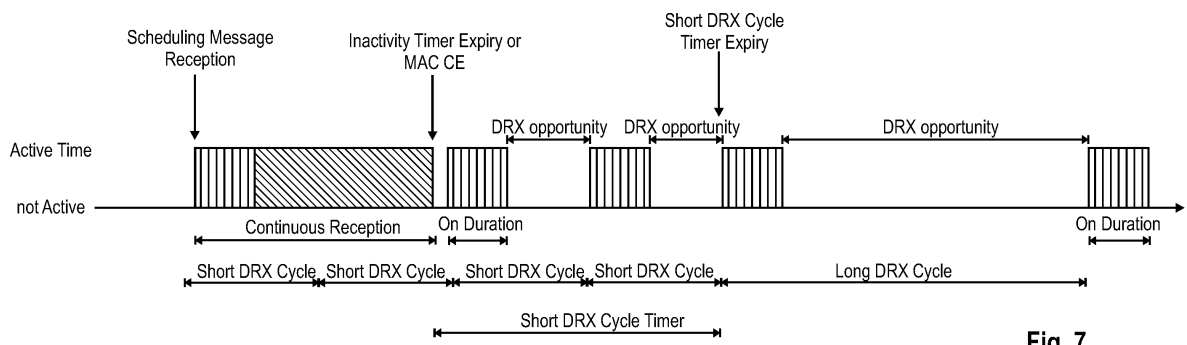 Short DRX Cycle
Timer Expiry
Scheduling Message
Reception
Inactivity Timer Expiry or
MAC CE
DRX opportunity
DRX opportunity
DRX opportunity
Active Time
not Active
Continuous Reception
On Duration
On Duration
Short DRX Cycle
Short DRX Cycle
Short DRX Cycle
Short DRX Cycle
Long DRX Cycle
Short DRX Cycle Timer
Fig. 7